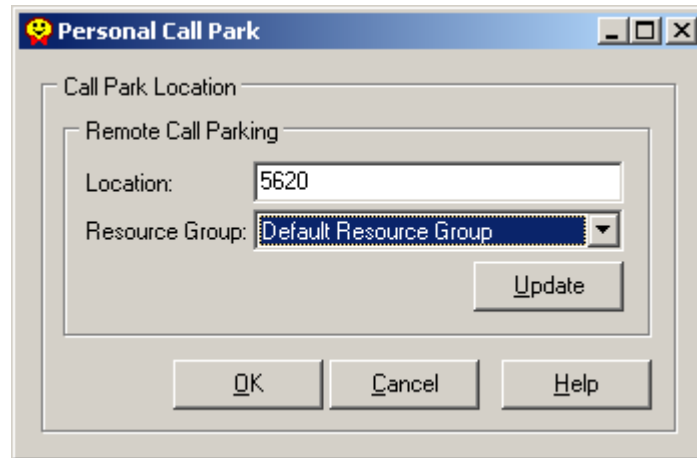 Personal Call Park
Call Park Location
Remote Call Parking
Location: 5620
Resource Group: Default Resource Group
Update
OK Cancel Help